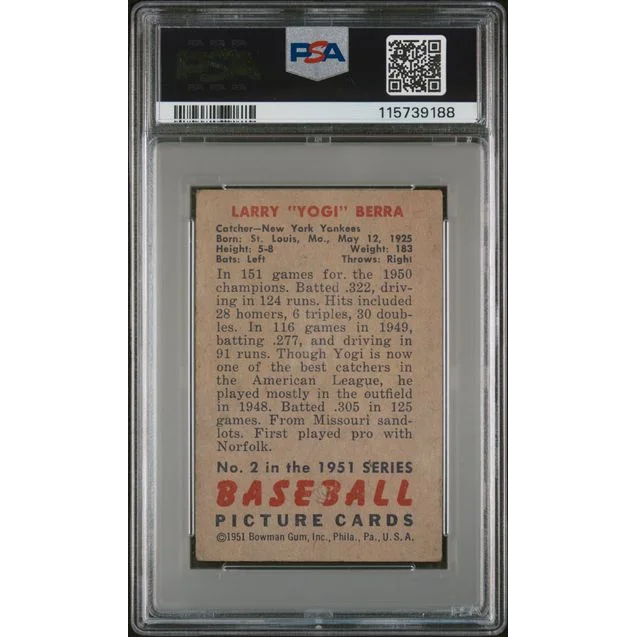 PSA
115739188
LARRY "YOGI" BERRA
Catcher—New York Yankees
Born: St. Louis, Mo., May 12, 1925
Height: 5-8 Weight: 183
Bats: Left Throws: Right
In 151 games for the 1950
champions. Batted .322, driv-
ing in 124 runs. Hits included
28 homers, 6 triples, 30 dou-
bles. In 116 games in 1949,
batting .277, and driving in
91 runs. Though Yogi is now
one of the best catchers in
the American League, he
played mostly in the outfield
in 1948. Batted .305 in 125
games. From Missouri sand-
lots. First played pro with
Norfolk.
No. 2 in the 1951 SERIES
BASEBALL
PICTURE CARDS
©1951 Bowman Gum, Inc., Phila., Pa., U.S.A.